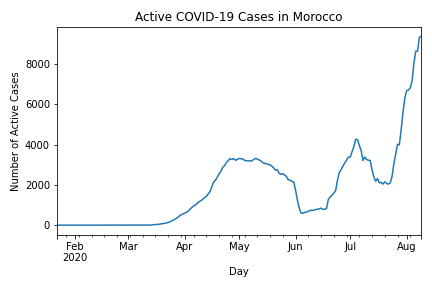 Active COVID-19 Cases in Morocco
Number of Active Cases
8000
6000
4000
2000
0
Feb Mar Apr May Jun Jul Aug
2020
Day